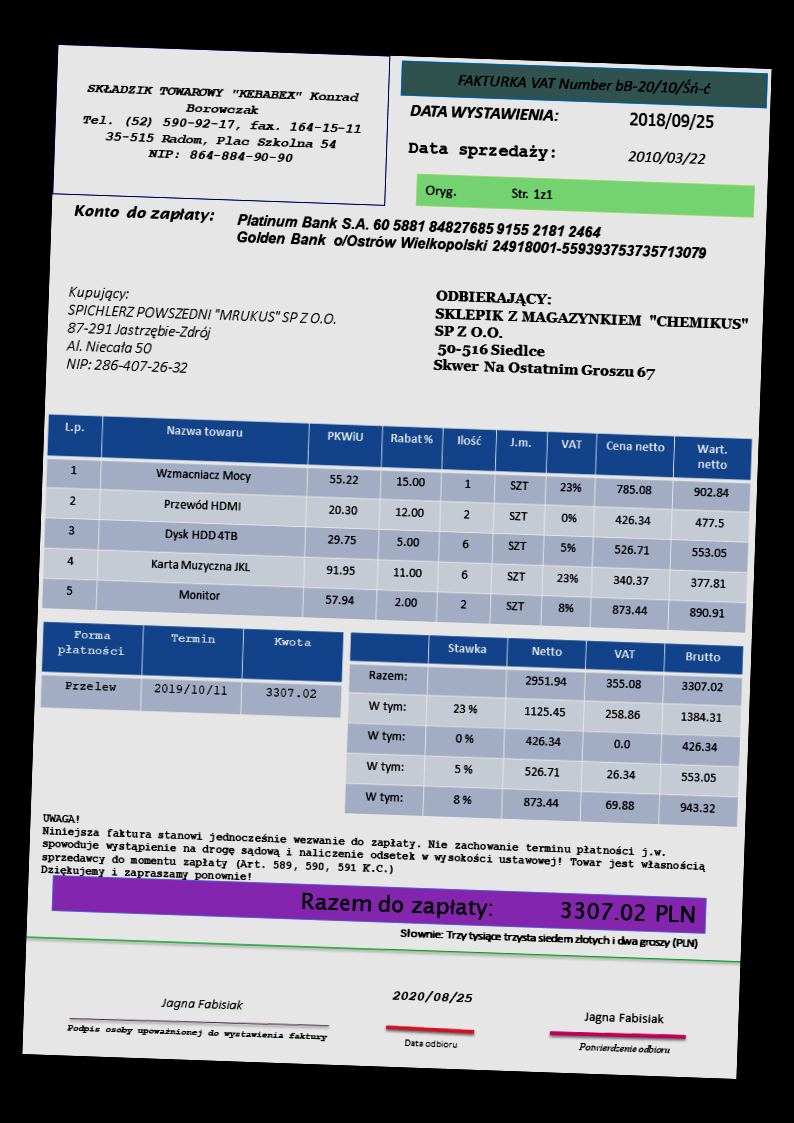 SKŁADZIK TOWAROWY "KEBABEX" Konrad
Borowczak
Tel. (52) 590-92-17, fax. 164-15-11
35-515 Radom, Plac Szkolna 54
NIP: 864-884-90-90
FAKTURKA VAT Number bB-20/10/Śń-ć
DATA WYSTAWIENIA: 2018/09/25
Data sprzedaży: 2010/03/22
Oryg. Str. 1z1
Konto do zapłaty: Platinum Bank S.A. 60 5881 84827685 9155 2181 2464
Golden Bank o/Ostrów Wielkopolski 24918001-559393753735713079
Kupujący:
SPICHLERZ POWSZEDNI "MRUKUS" SP Z O.O.
87-291 Jastrzębie-Zdrój
Al. Niecała 50
NIP: 286-407-26-32
ODBIERAJĄCY:
SKLEPIK Z MAGAZYNKIEM "CHEMIKUS"
SP Z O.O.
50-516 Siedlce
Skwer Na Ostatnim Groszu 67
L.p. Nazwa towaru PKWiU Rabat % Ilość J.m. VAT Cena netto Wart. netto
1 Wzmacniacz Mocy 55.22 15.00 1 SZT 23% 785.08 902.84
2 Przewód HDMI 20.30 12.00 2 SZT 0% 426.34 477.5
3 Dysk HDD 4TB 29.75 5.00 6 SZT 5% 526.71 553.05
4 Karta Muzyczna JKL 91.95 11.00 6 SZT 23% 340.37 377.81
5 Monitor 57.94 2.00 2 SZT 8% 873.44 890.91
Forma płatności Termin Kwota
Przelew 2019/10/11 3307.02
Stawka Netto VAT Brutto
Razem: 2951.94 355.08 3307.02
W tym: 23 % 1125.45 258.86 1384.31
W tym: 0 % 426.34 0.0 426.34
W tym: 5 % 526.71 26.34 553.05
W tym: 8 % 873.44 69.88 943.32
UWAGA!
Niniejsza faktura stanowi jednocześnie wezwanie do zapłaty. Nie zachowanie terminu płatności j.w.
spowoduje wystąpienie na drogę sądową i naliczenie odsetek w wysokości ustawowej! Towar jest własnością
sprzedawcy do momentu zapłaty (Art. 589, 590, 591 K.C.)
Dziękujemy i zapraszamy ponownie!
Razem do zapłaty: 3307.02 PLN
Słownie: Trzy tysiące trzysta siedem złotych i dwa groszy (PLN)
Jagna Fabisiak
Podpis osoby upoważnionej do wystawienia faktury
2020/08/25
Data odbioru
Jagna Fabisiak
Potwierdzenie odbioru